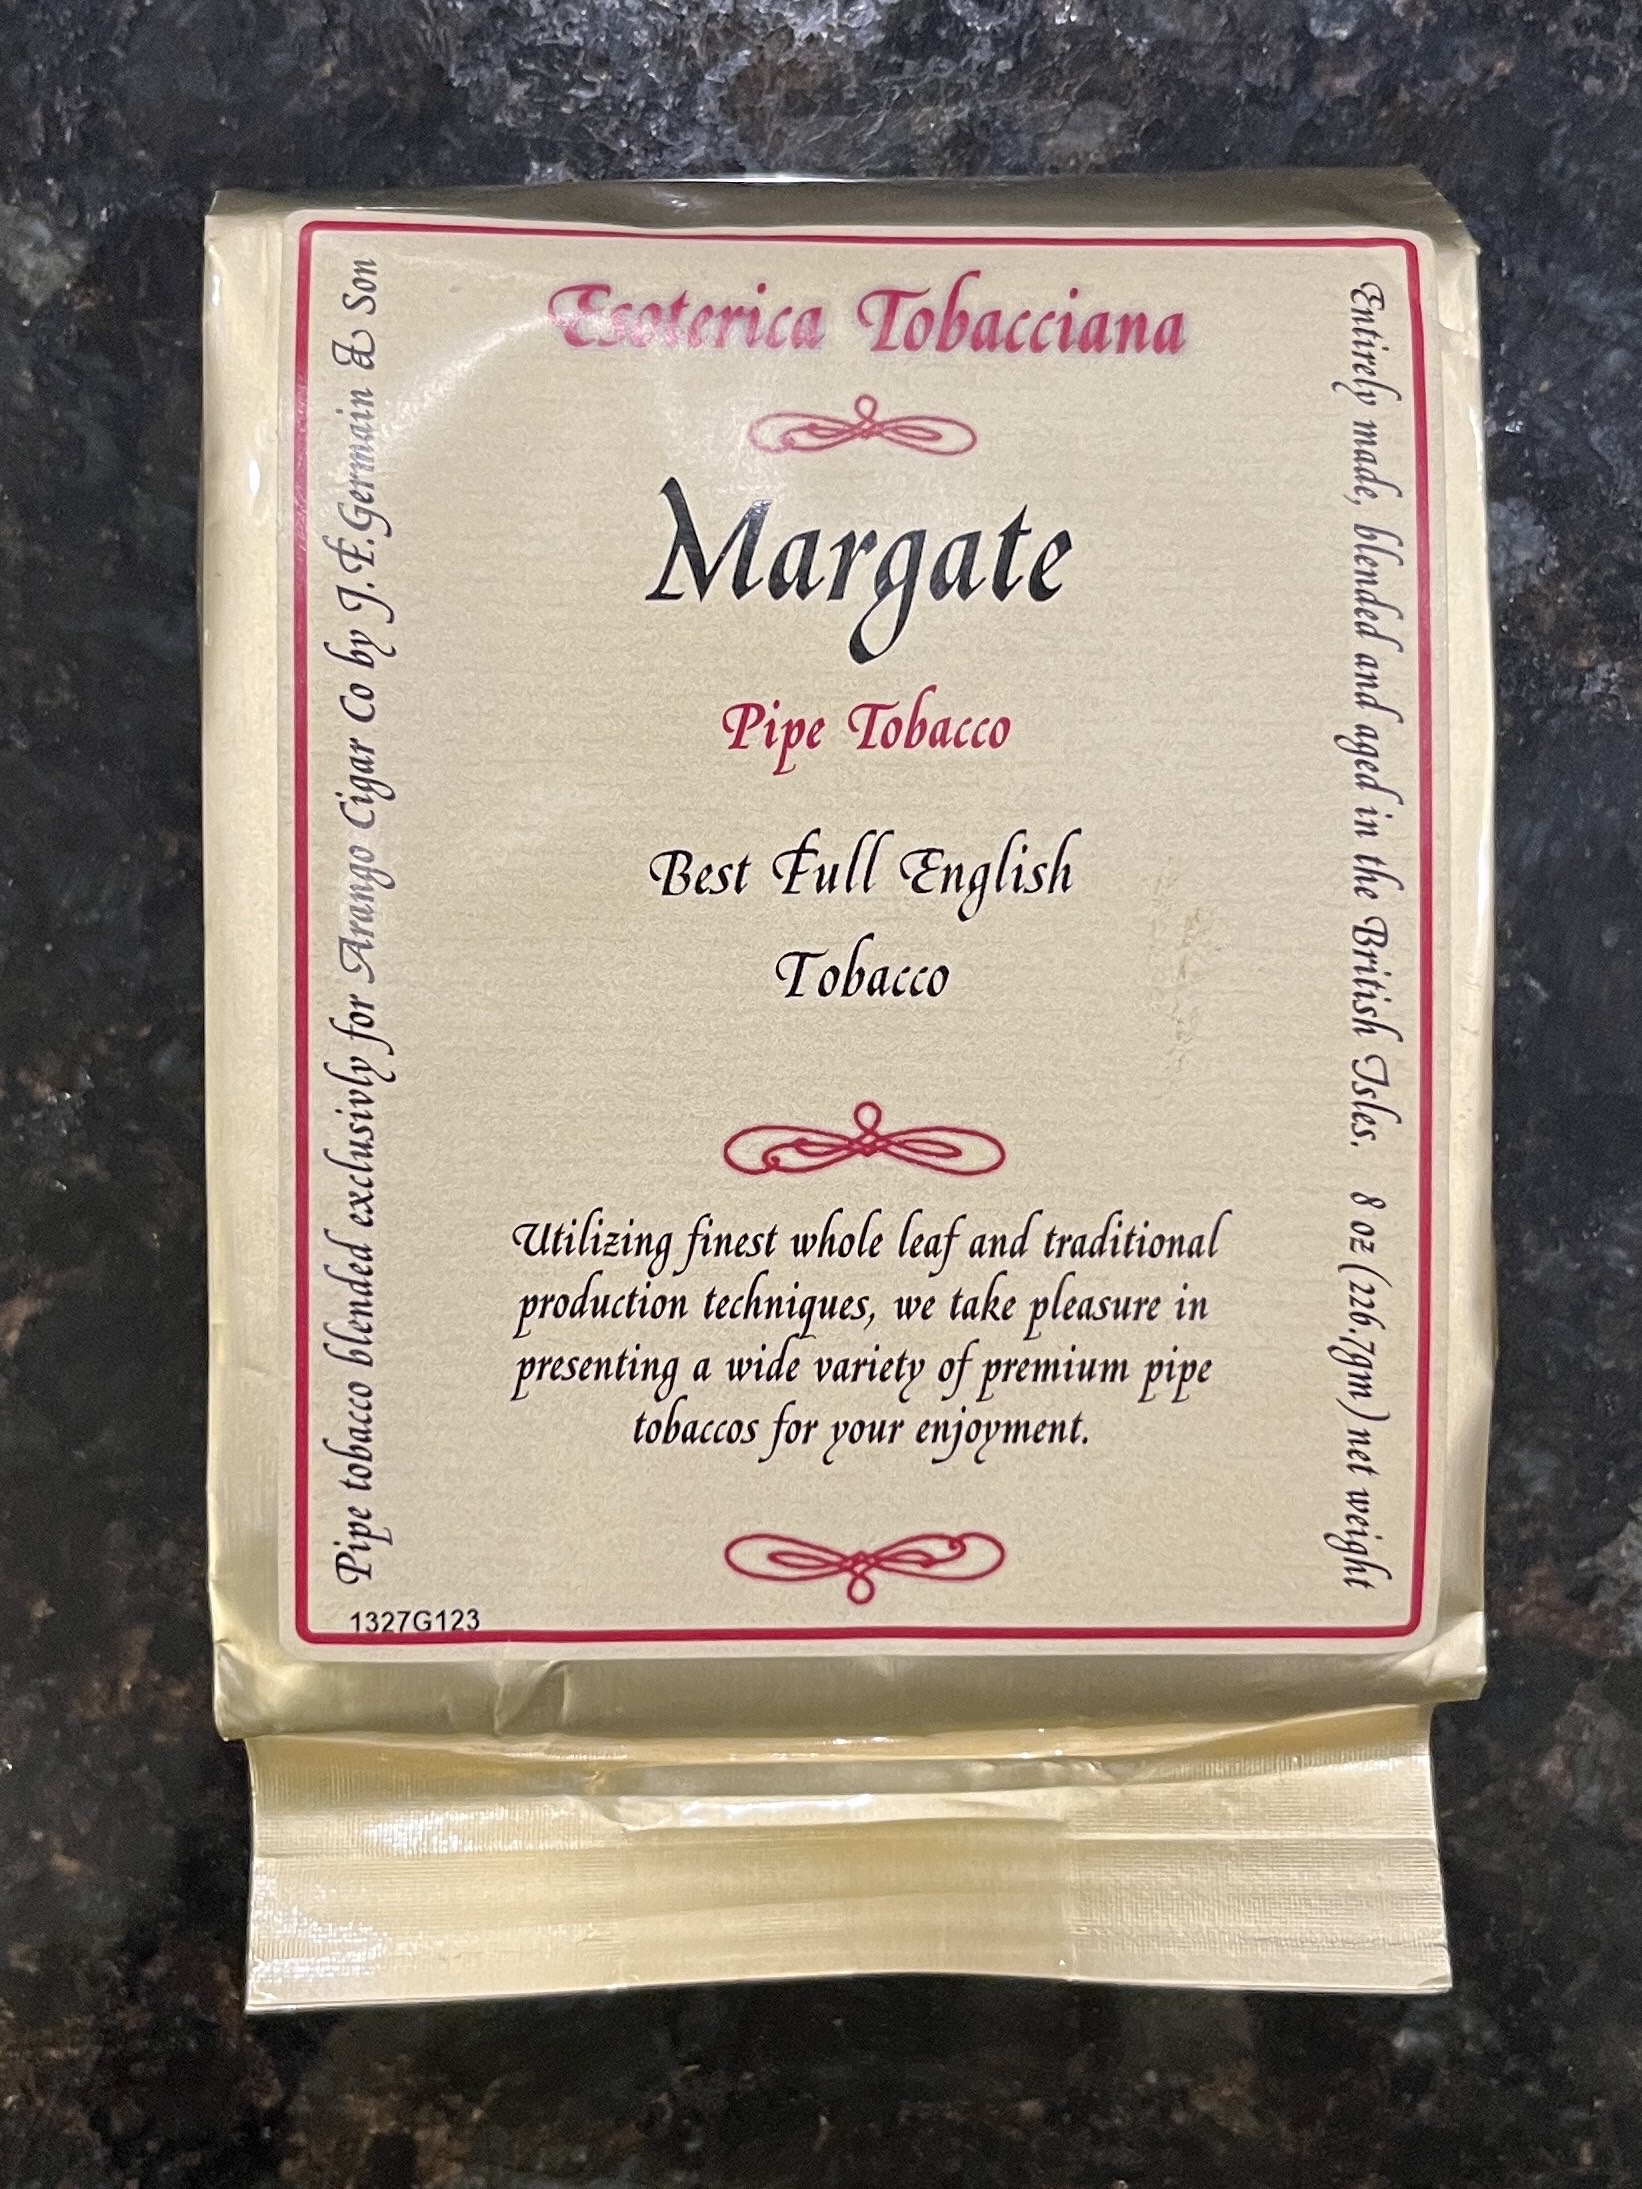 Esoterica Tobacciana
Margate
Pipe Tobacco
Best Full English
Tobacco
Utilizing finest whole leaf and traditional
production techniques, we take pleasure in
presenting a wide variety of premium pipe
tobaccos for your enjoyment.
Pipe tobacco blended exclusivly for Arango Cigar Co by J.F.Germain & Son
Entirely made, blended and aged in the British Isles. 8 oz (226.7gm) net weight
1327G123